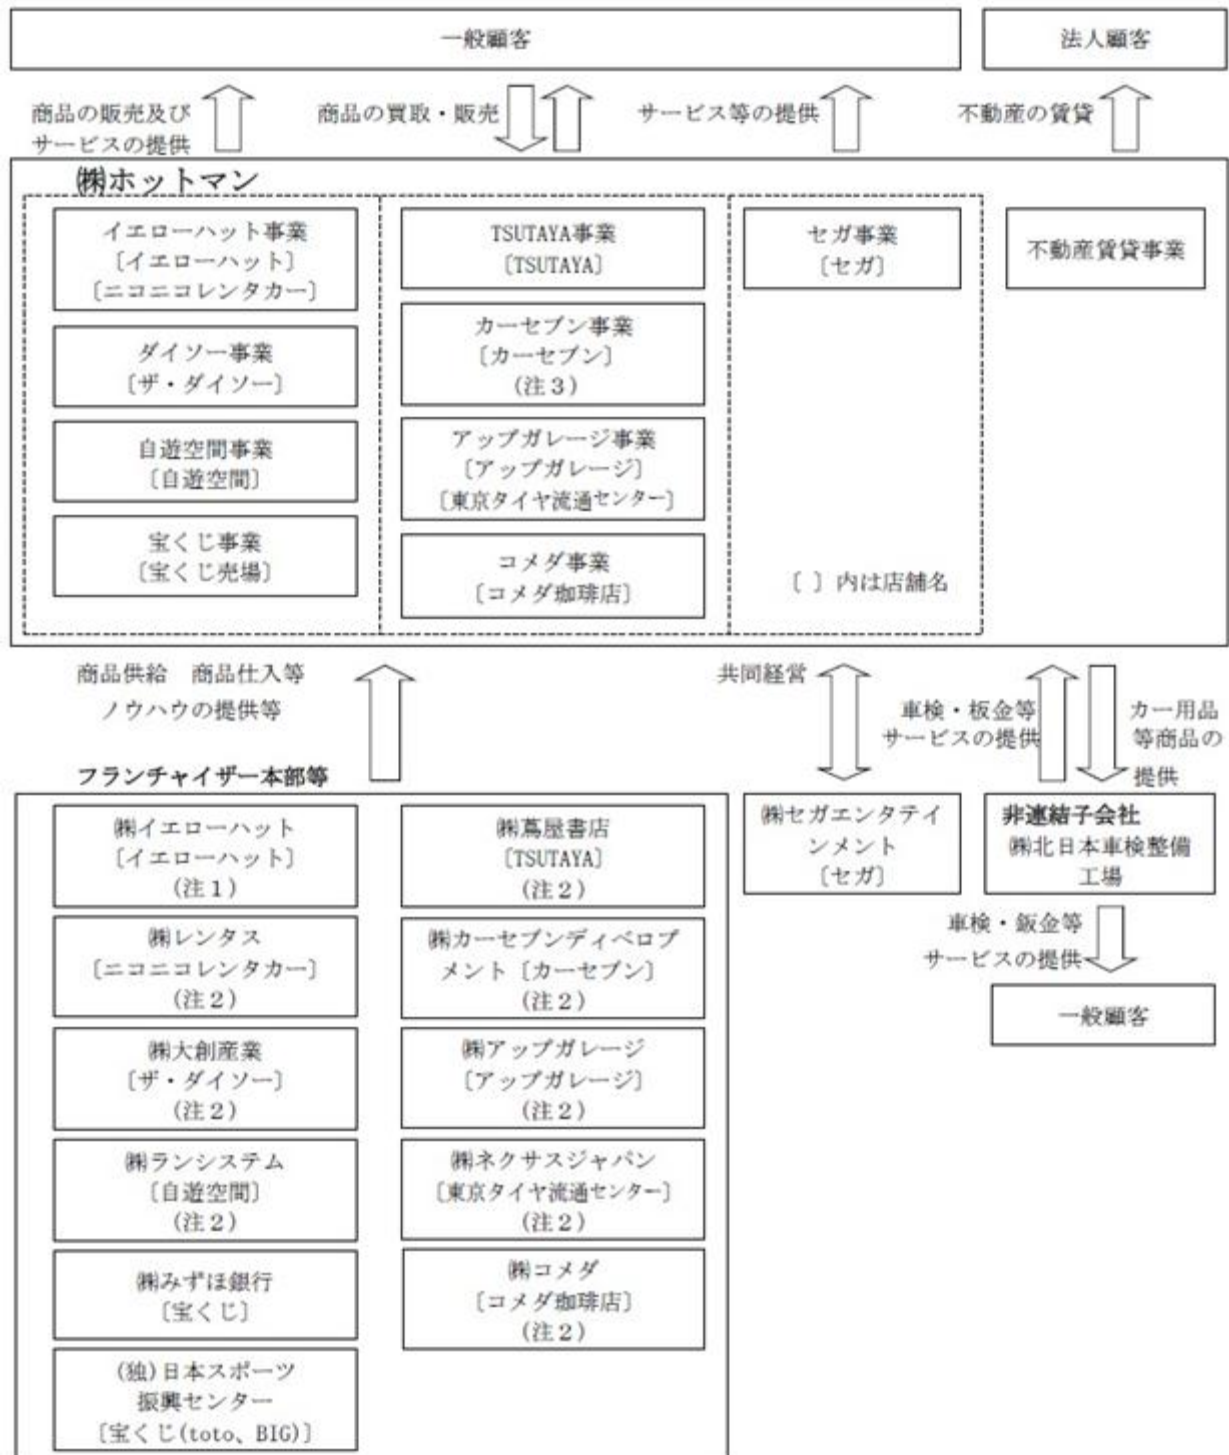 一般顧客
法人顧客
商品の販売及び
サービスの提供
商品の買取・販売
サービス等の提供
不動産の賃貸
㈱ホットマン
イエローハット事業
〔イエローハット〕
〔ニコニコレンタカー〕
ダイソー事業
〔ザ・ダイソー〕
自遊空間事業
〔自遊空間〕
宝くじ事業
〔宝くじ売場〕
TSUTAYA事業
〔TSUTAYA〕
カーセブン事業
〔カーセブン〕
(注３)
アップガレージ事業
〔アップガレージ〕
〔東京タイヤ流通センター〕
コメダ事業
〔コメダ珈琲店〕
セガ事業
〔セガ〕
〔 〕内は店舗名
不動産賃貸事業
商品供給　商品仕入等
ノウハウの提供等
共同経営
車検・板金等
サービスの提供
カー用品
等商品の
提供
フランチャイザー本部等
㈱イエローハット
〔イエローハット〕
(注１)
㈱レンタス
〔ニコニコレンタカー〕
(注２)
㈱大創産業
〔ザ・ダイソー〕
(注２)
㈱ランシステム
〔自遊空間〕
(注２)
㈱みずほ銀行
〔宝くじ〕
(独)日本スポーツ
振興センター
〔宝くじ(toto、BIG)〕
㈱蔦屋書店
〔TSUTAYA〕
(注２)
㈱カーセブンディベロプ
メント〔カーセブン〕
(注２)
㈱アップガレージ
〔アップガレージ〕
(注２)
㈱ネクサスジャパン
〔東京タイヤ流通センター〕
(注２)
㈱コメダ
〔コメダ珈琲店〕
(注２)
㈱セガエンタテイ
ンメント
〔セガ〕
非連結子会社
㈱北日本車検整備
工場
車検・鈑金等
サービスの提供
一般顧客